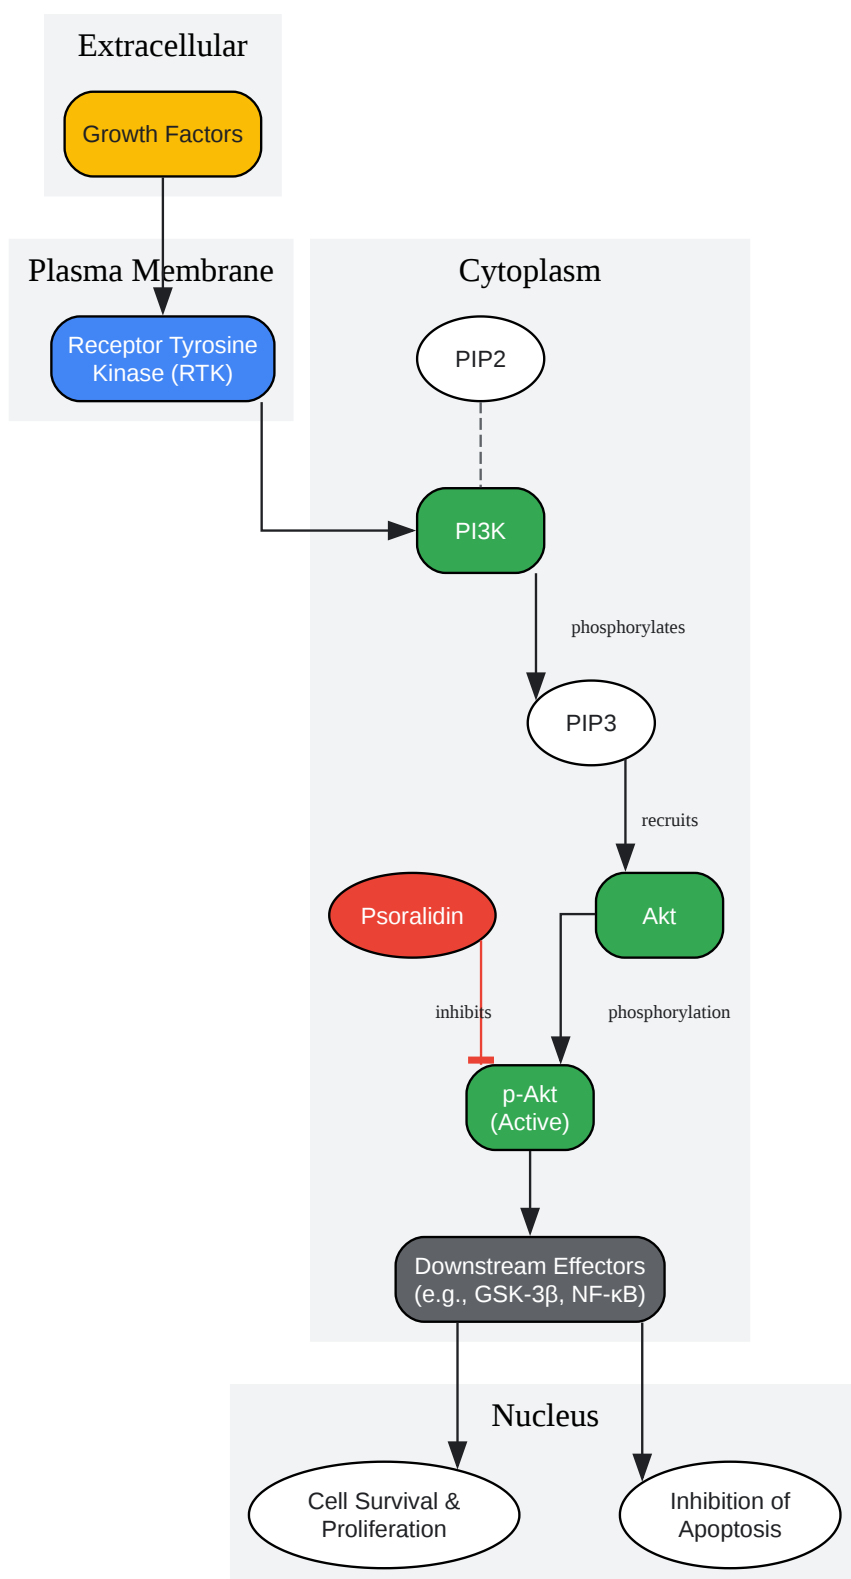 Extracellular
Growth Factors
Plasma Membrane
Receptor Tyrosine
Kinase (RTK)
Cytoplasm
PIP2
PI3K
phosphorylates
PIP3
recruits
Psoralidin
Akt
inhibits
phosphorylation
p-Akt
(Active)
Downstream Effectors
(e.g., GSK-3β, NF-κB)
Nucleus
Cell Survival &
Proliferation
Inhibition of
Apoptosis